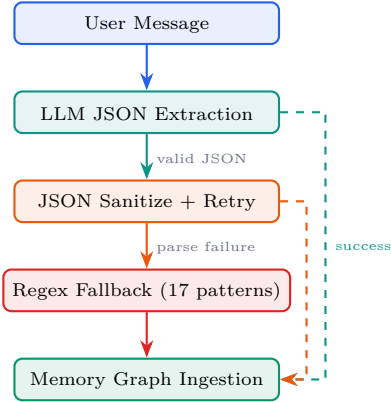 User Message
LLM JSON Extraction
valid JSON
JSON Sanitize + Retry
parse failure
success
Regex Fallback (17 patterns)
Memory Graph Ingestion